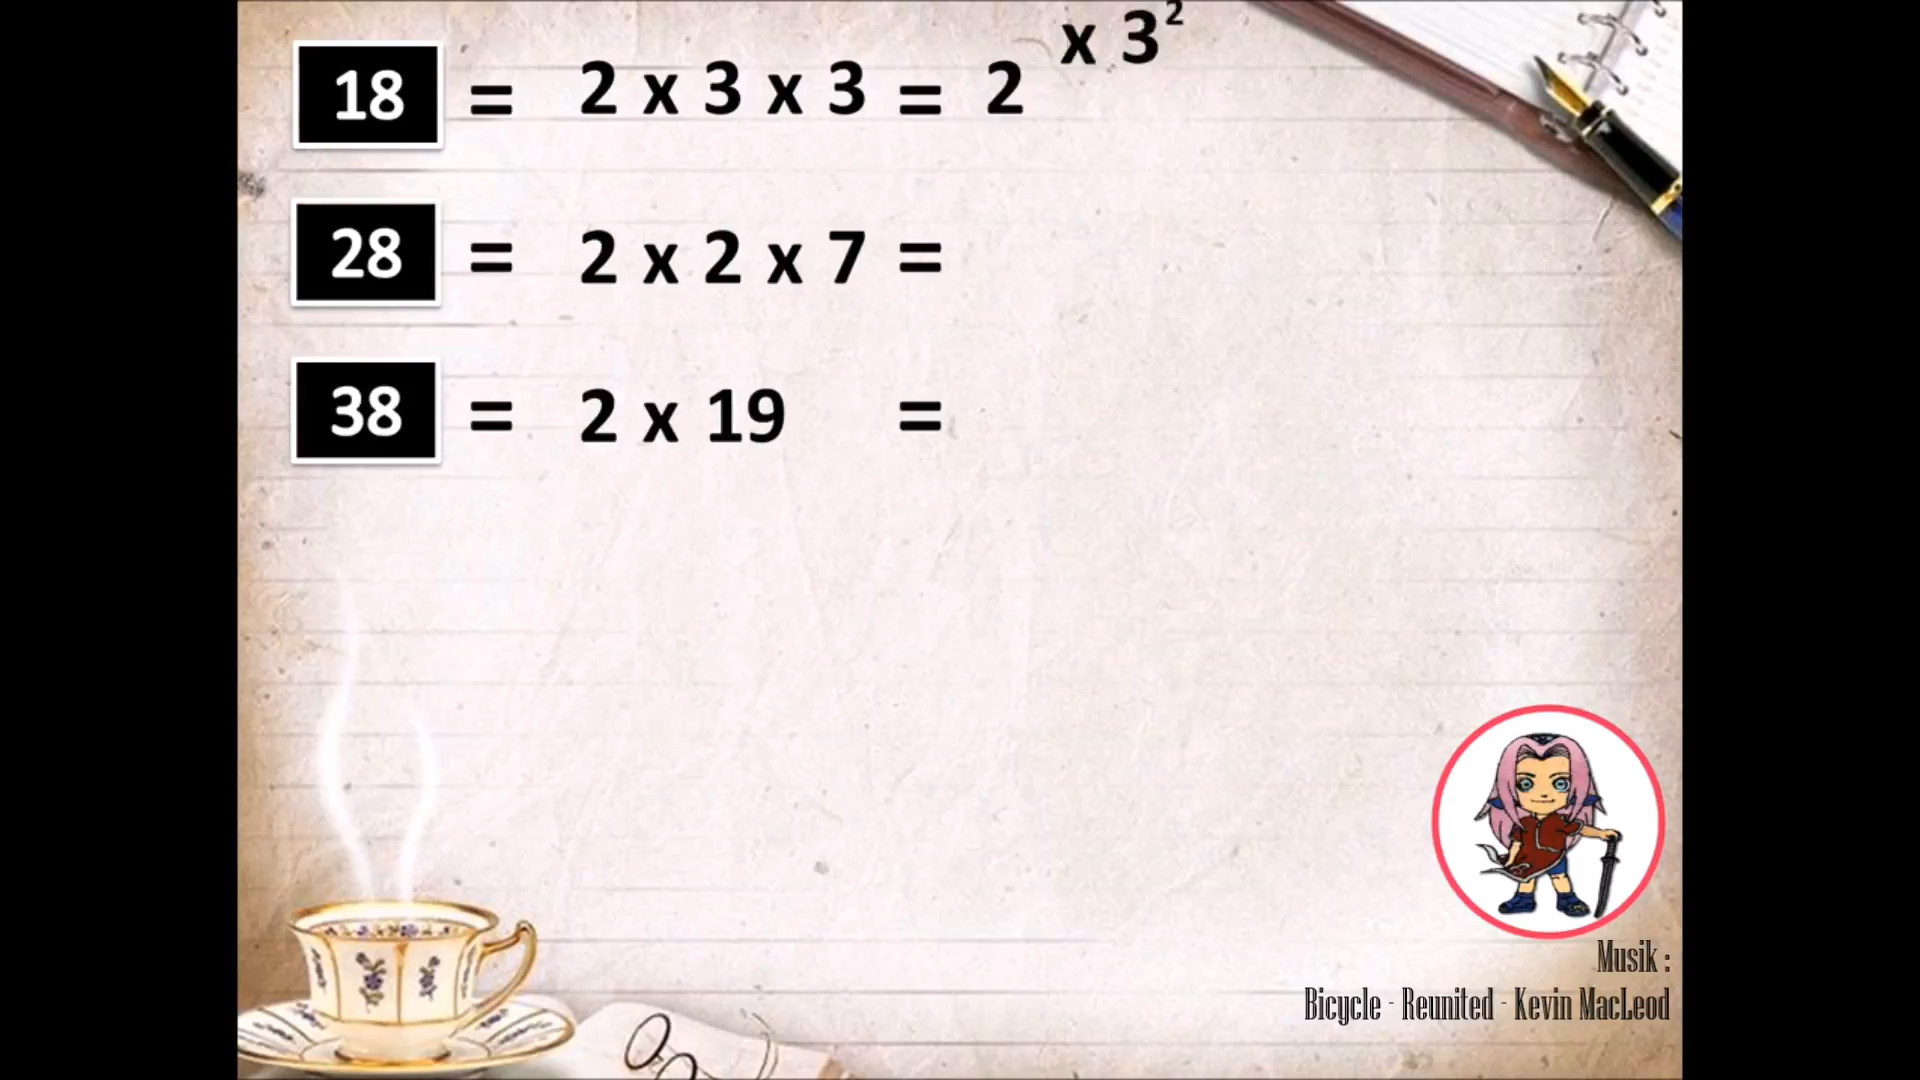 18 = 2 x 3 x 3 = 2 x 3²
28 = 2 x 2 x 7 =
38 = 2 x 19 =
Musik :
Bicycle - Reunited - Kevin MacLeod